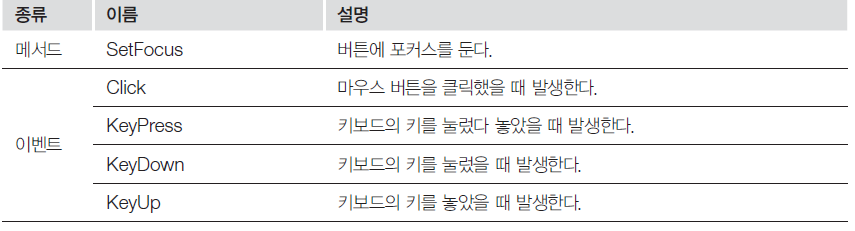 종류 이름 설명
메서드 SetFocus 버튼에 포커스를 둔다.
Click 마우스 버튼을 클릭했을 때 발생한다.
KeyPress 키보드의 키를 눌렀다 놓았을 때 발생한다.
이벤트
KeyDown 키보드의 키를 눌렀을 때 발생한다.
KeyUp 키보드의 키를 놓았을 때 발생한다.